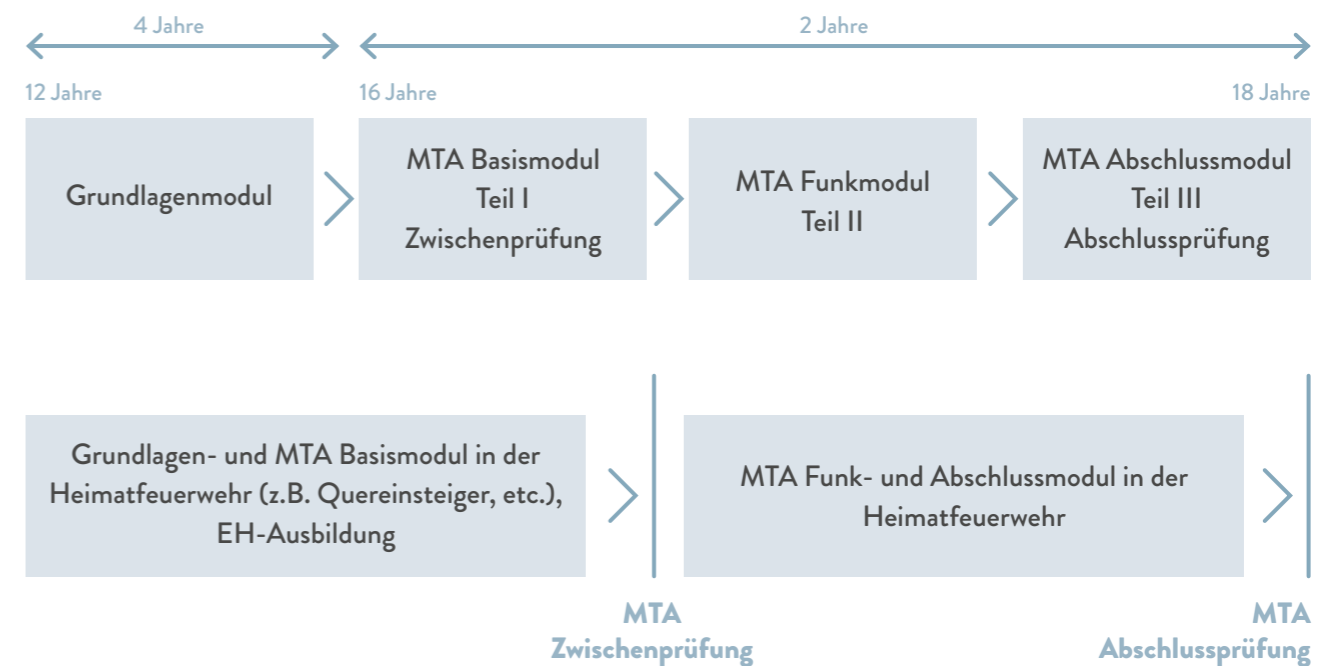 4 Jahre
2 Jahre
12 Jahre
16 Jahre
18 Jahre
Grundlagenmodul
MTA Basismodul
Teil I
Zwischenprüfung
MTA Funkmodul
Teil II
MTA Abschlussmodul
Teil III
Abschlussprüfung
Grundlagen- und MTA Basismodul in der
Heimatfeuerwehr (z.B. Quereinsteiger, etc.),
EH-Ausbildung
MTA Funk- und Abschlussmodul in der
Heimatfeuerwehr
MTA
Zwischenprüfung
MTA
Abschlussprüfung